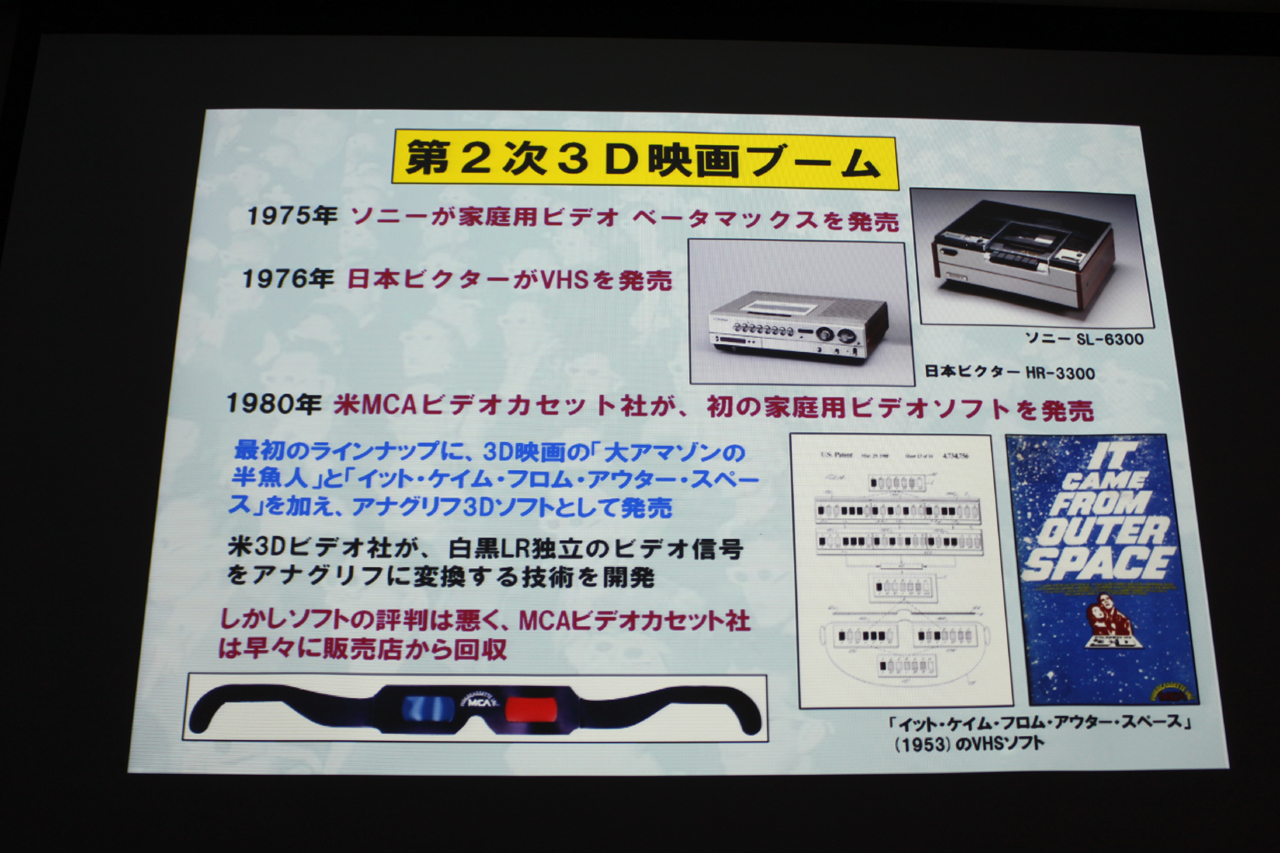 第２次３Ｄ映画ブーム
1975年 ソニーが家庭用ビデオ ベータマックスを発売
1976年 日本ビクターがVHSを発売
ソニー SL-6300
日本ビクター HR-3300
1980年 米MCAビデオカセット社が、初の家庭用ビデオソフトを発売
最初のラインナップに、3D映画の「大アマゾンの
半魚人」と「イット・ケイム・フロム・アウター・スペー
ス」を加え、アナグリフ3Dソフトとして発売
米3Dビデオ社が、白黒LR独立のビデオ信号
をアナグリフに変換する技術を開発
しかしソフトの評判は悪く、MCAビデオカセット社
は早々に販売店から回収
MCA
U.S. Patent
4,734,756
IT
CAME
FROM
OUTER
SPACE
3-D
「イット・ケイム・フロム・アウター・スペース」
(1953)のVHSソフト